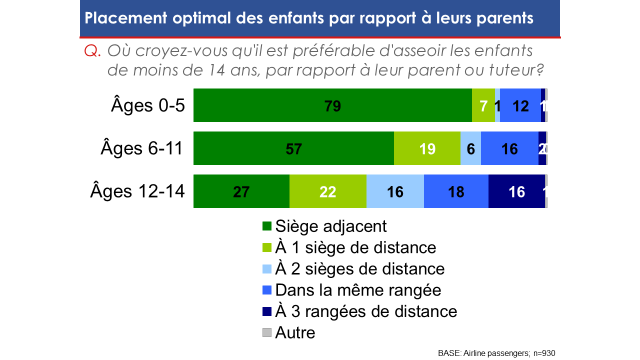 Placement optimal des enfants par rapport à leurs parents
Q. Où croyez-vous qu'il est préférable d'asseoir les enfants
de moins de 14 ans, par rapport à leur parent ou tuteur?
Âges 0-5 79 7 1 12 1
Âges 6-11 57 19 6 16 2
Âges 12-14 27 22 16 18 16 1
Siège adjacent
À 1 siège de distance
À 2 sièges de distance
Dans la même rangée
À 3 rangées de distance
Autre
BASE: Airline passengers; n=930